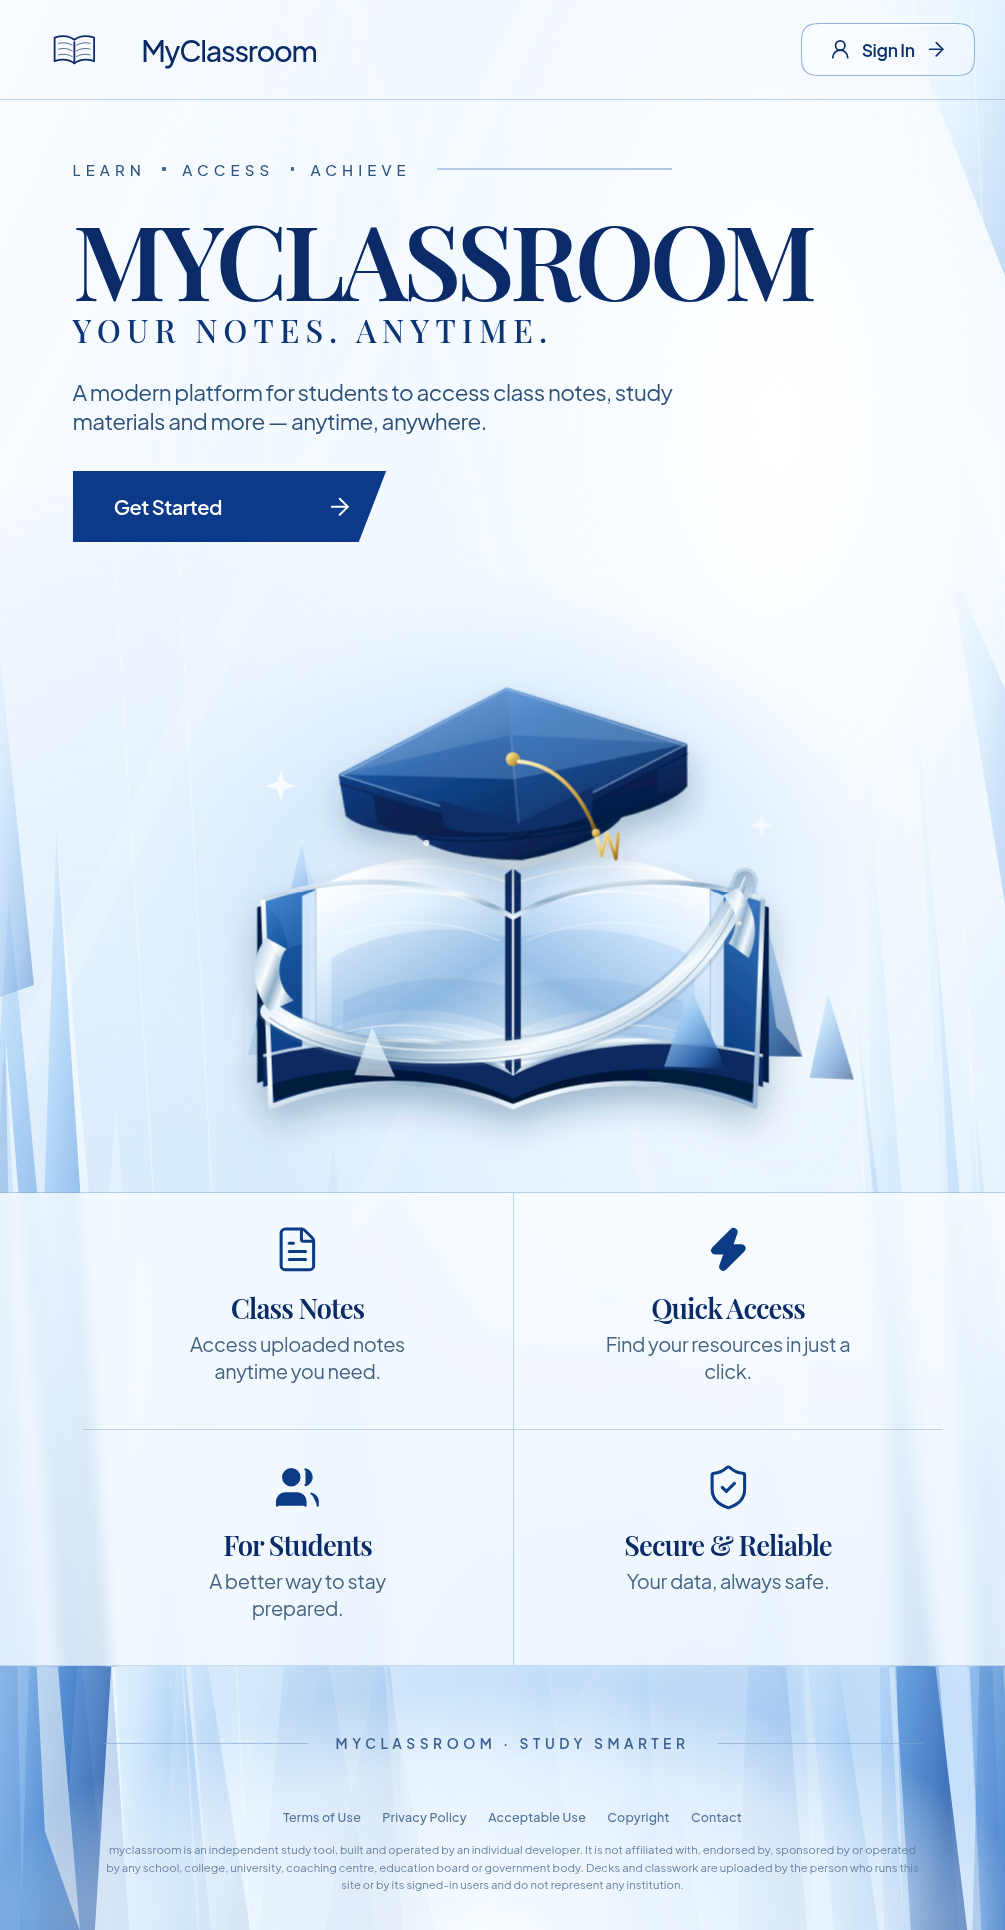 MyClassroom
Sign In
LEARN ▪ ACCESS ▪ ACHIEVE
MYCLASSROOM
YOUR NOTES. ANYTIME.
A modern platform for students to access class notes, study
materials and more — anytime, anywhere.
Get Started
Class Notes
Access uploaded notes
anytime you need.
Quick Access
Find your resources in just a
click.
For Students
A better way to stay
prepared.
Secure & Reliable
Your data, always safe.
MYCLASSROOM · STUDY SMARTER
Terms of Use Privacy Policy Acceptable Use Copyright Contact
myclassroom is an independent study tool, built and operated by an individual developer. It is not affiliated with, endorsed by, sponsored by or operated
by any school, college, university, coaching centre, education board or government body. Decks and classwork are uploaded by the person who runs this
site or by its signed-in users and do not represent any institution.